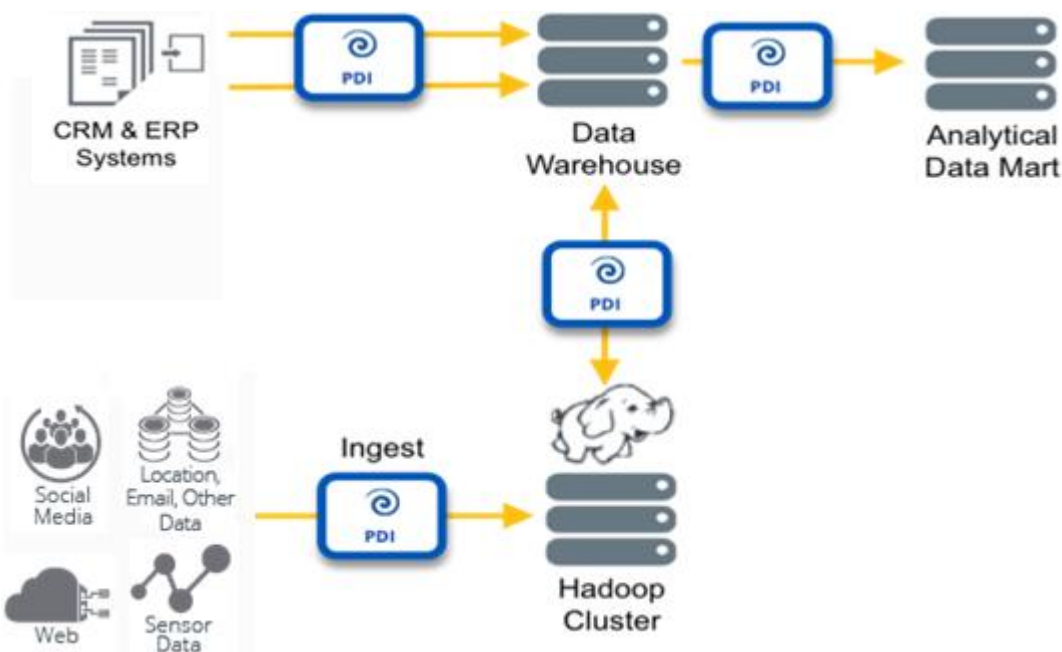 PDI
PDI
CRM & ERP
Systems
Data
Warehouse
Analytical
Data Mart
PDI
Social
Media
Location,
Email, Other
Data
Web
Sensor
Data
Ingest
PDI
Hadoop
Cluster